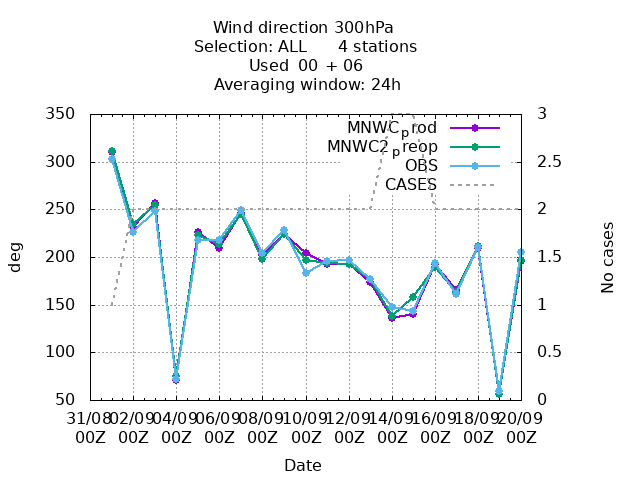 Wind direction 300hPa
Selection: ALL      4 stations
Used  00 + 06
Averaging window: 24h
350
300
250
200
150
100
50
3
2.5
2
1.5
1
0.5
0
MNWCprod
MNWC2preop
OBS
CASES
deg
No cases
31/08 02/09 04/09 06/09 08/09 10/09 12/09 14/09 16/09 18/09 20/09
00Z 00Z 00Z 00Z 00Z 00Z 00Z 00Z 00Z 00Z 00Z
Date